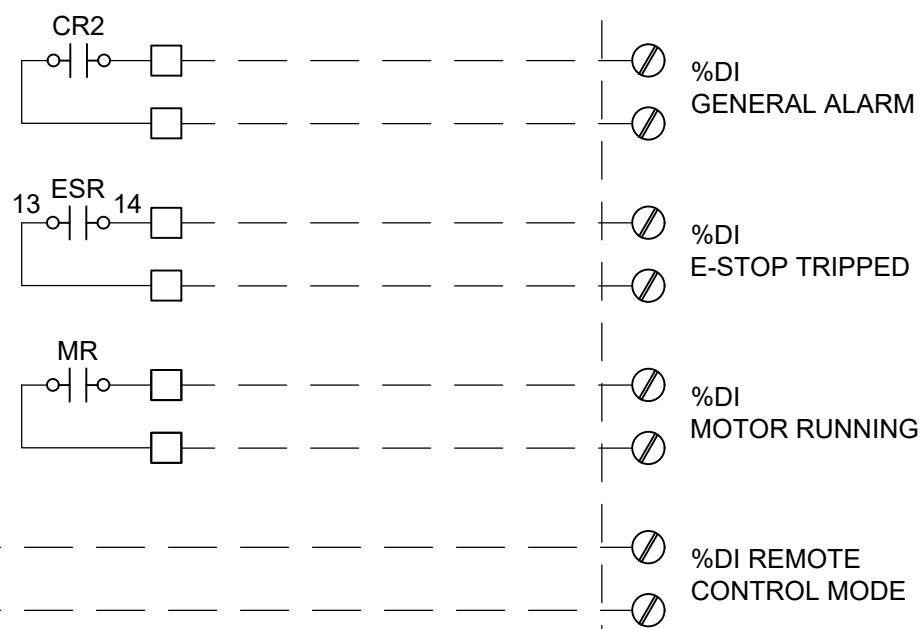 CR2
%DI
GENERAL ALARM
13 ESR 14
%DI
E-STOP TRIPPED
MR
%DI
MOTOR RUNNING
%DI REMOTE
CONTROL MODE